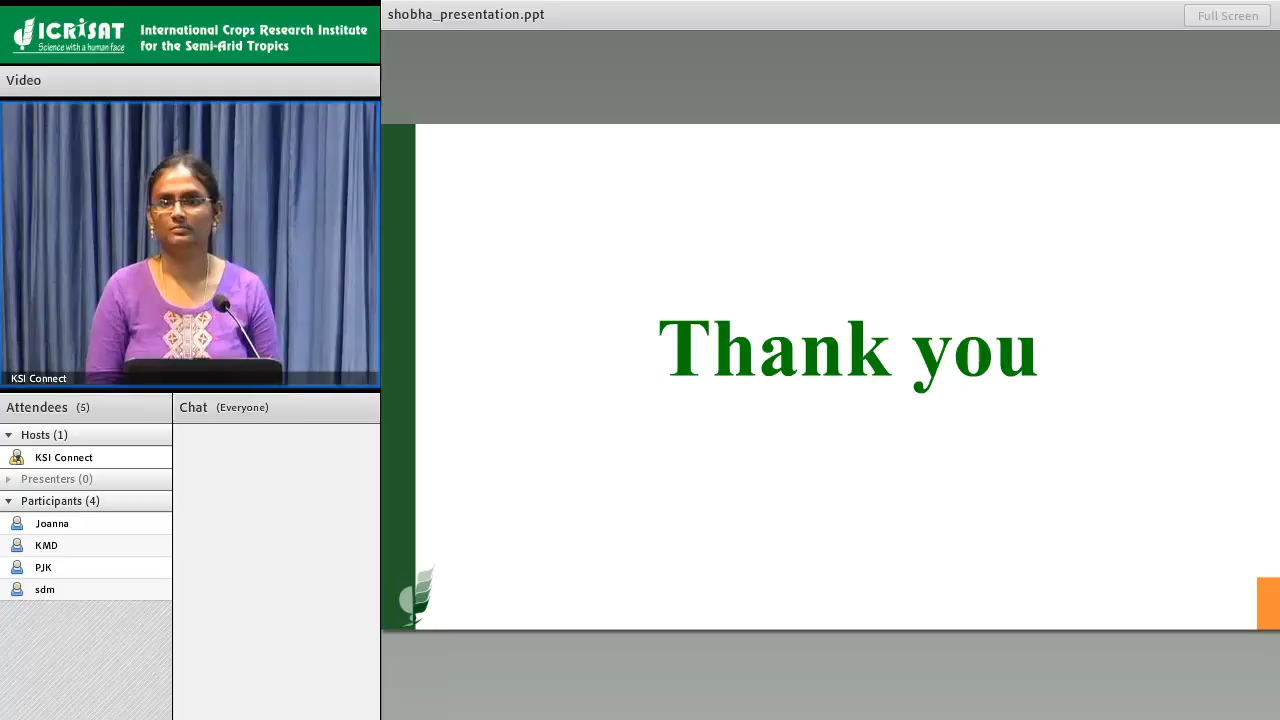 ICRISAT
Science with a human face
International Crops Research Institute
for the Semi-Arid Tropics
shobha_presentation.ppt
Full Screen
Video
KSI Connect
Thank you
Attendees (5)
Hosts (1)
KSI Connect
Presenters (0)
Participants (4)
Joanna
KMD
PJK
sdm
Chat (Everyone)